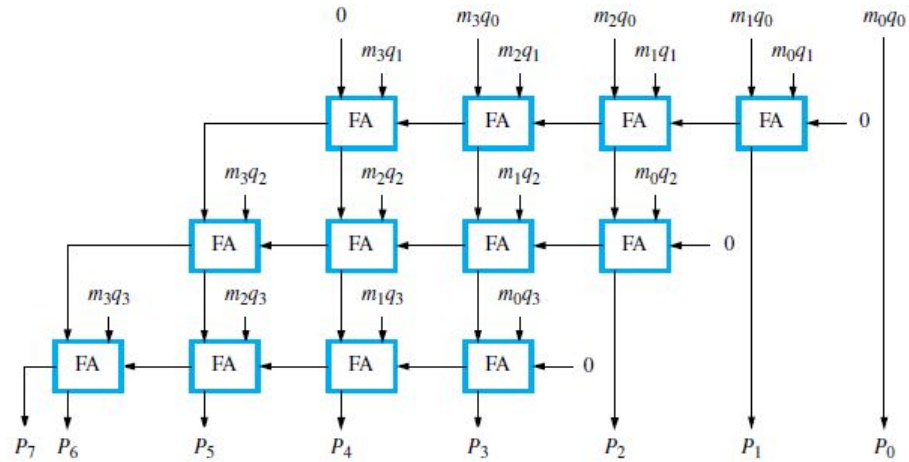 0 m₃q₀ m₂q₀ m₁q₀ m₀q₀
m₃q₁ m₂q₁ m₁q₁ m₀q₁
FA FA FA FA 0
m₃q₂ m₂q₂ m₁q₂ m₀q₂
FA FA FA FA 0
m₃q₃ m₂q₃ m₁q₃ m₀q₃
FA FA FA FA 0
P₇ P₆ P₅ P₄ P₃ P₂ P₁ P₀